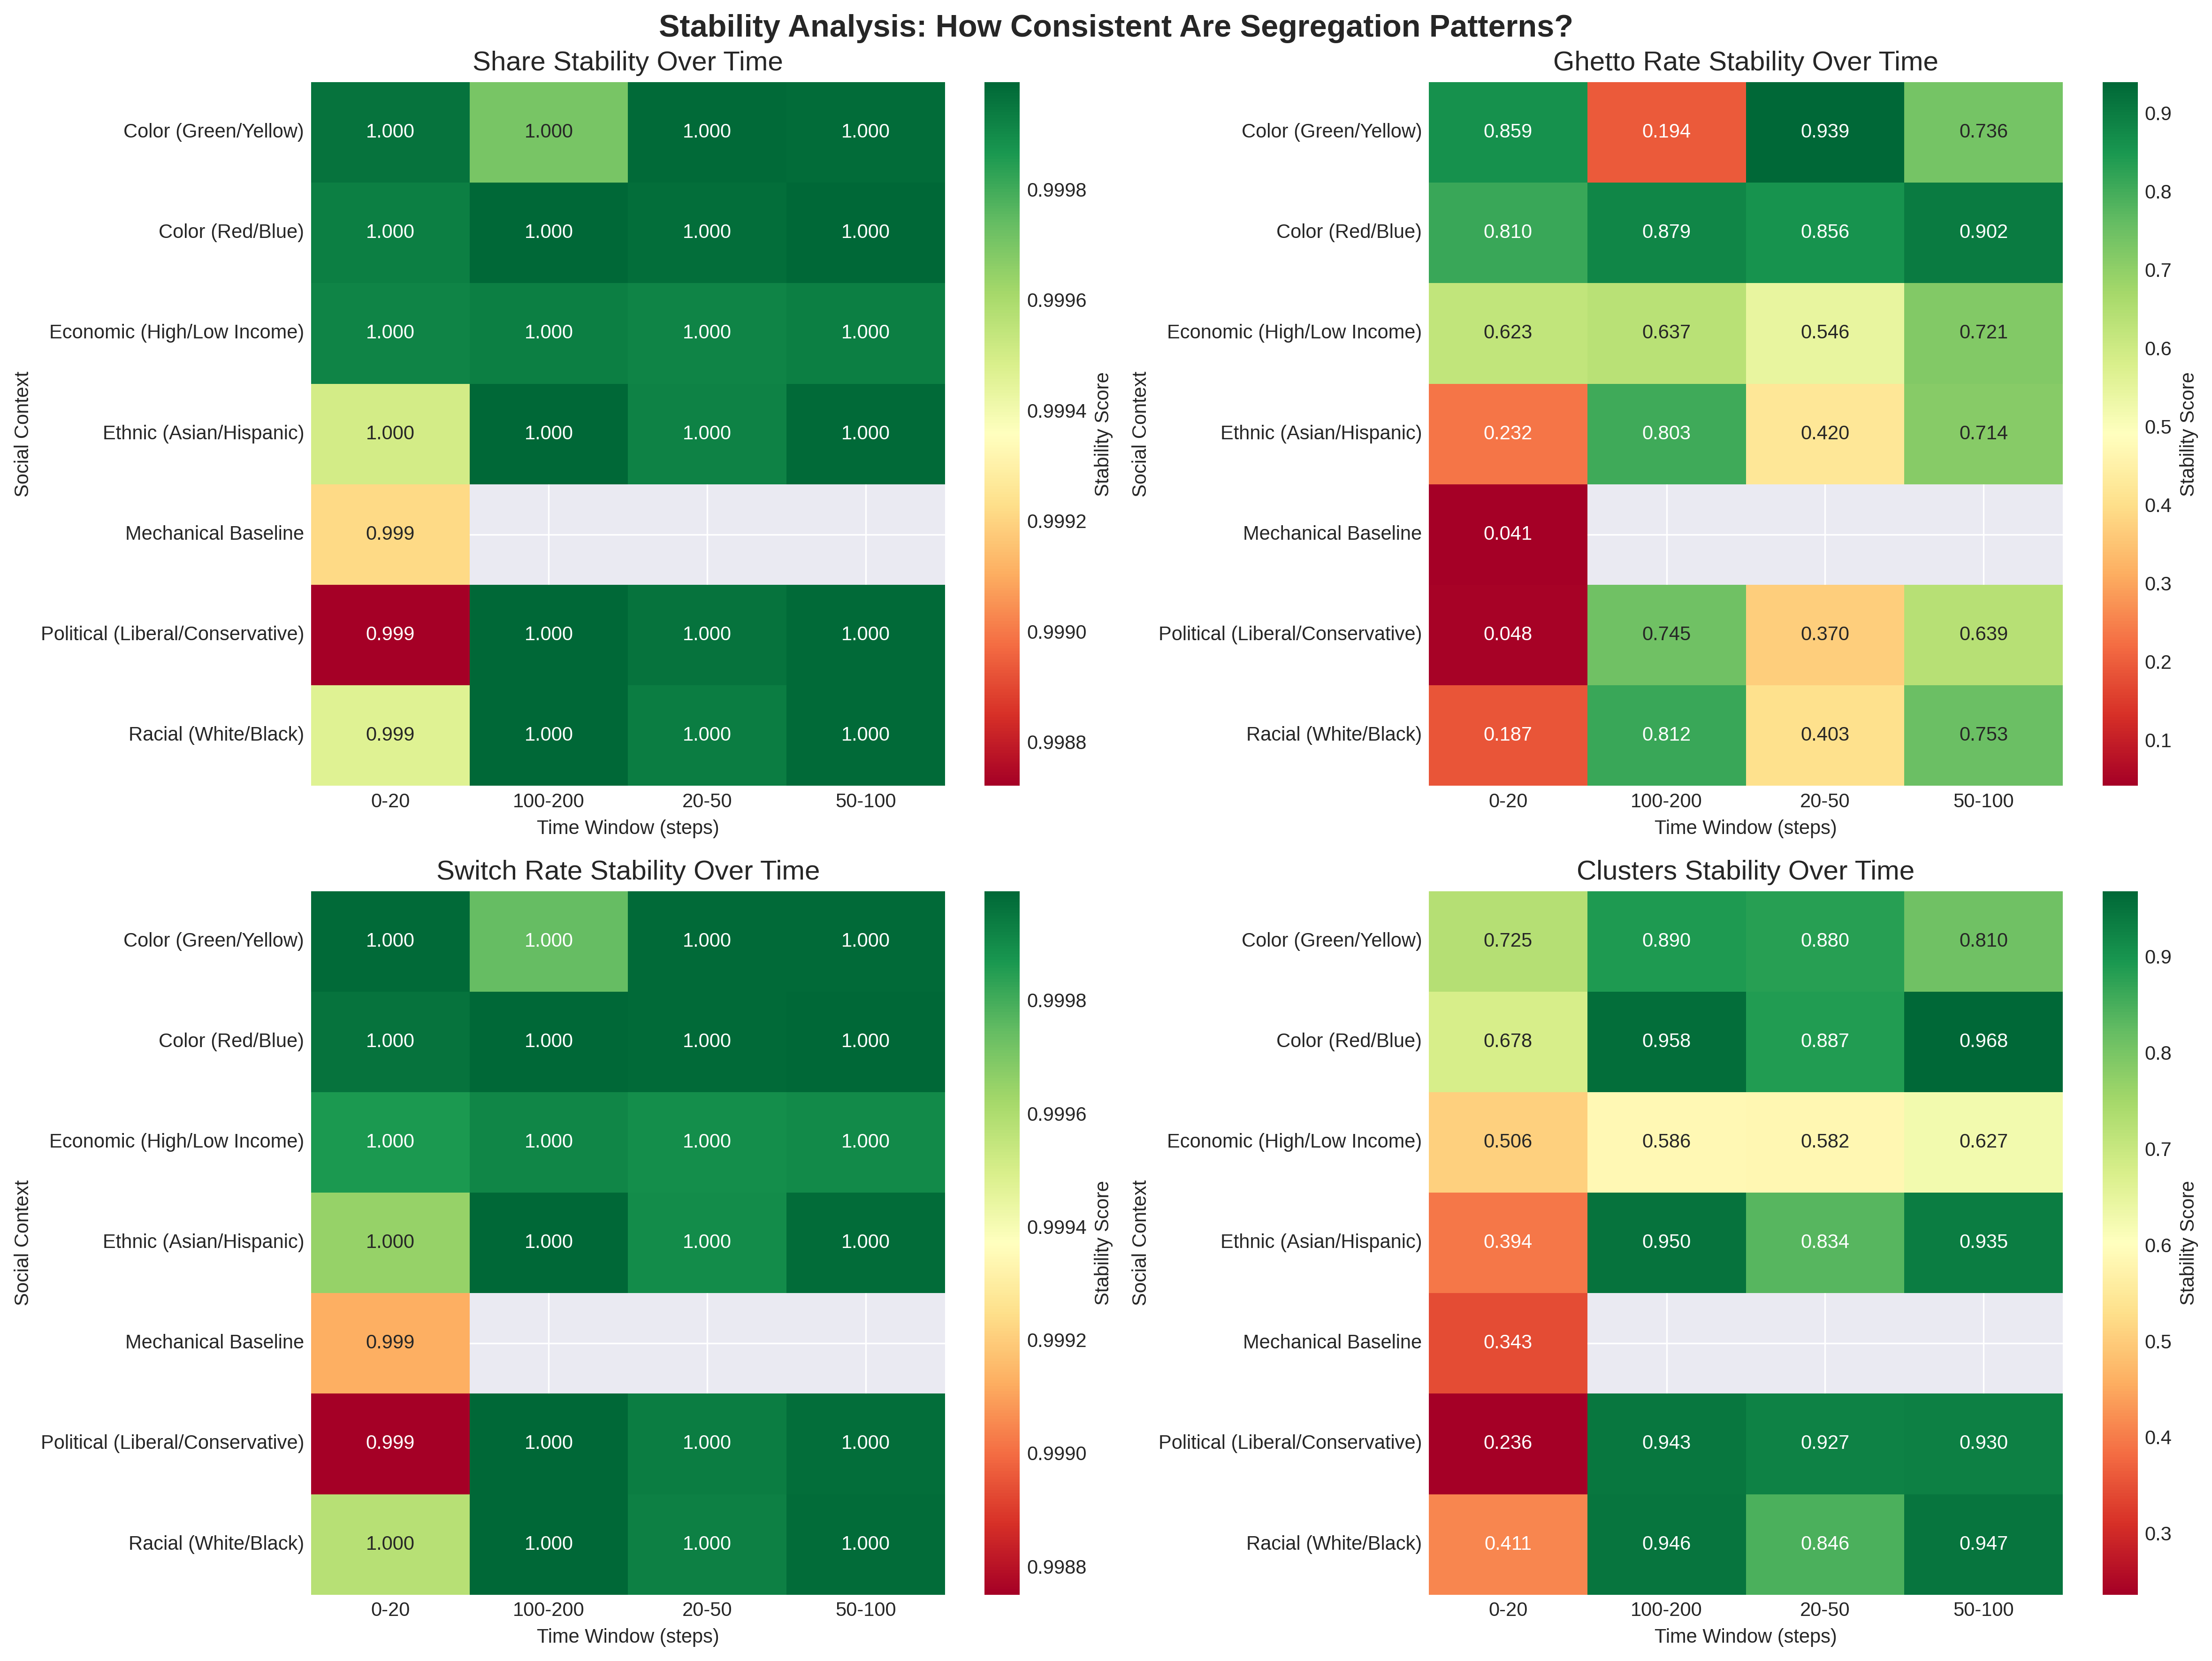 Stability Analysis: How Consistent Are Segregation Patterns?
Share Stability Over Time
Social Context
Color (Green/Yellow) 1.000 1.000 1.000 1.000
Color (Red/Blue) 1.000 1.000 1.000 1.000
Economic (High/Low Income) 1.000 1.000 1.000 1.000
Ethnic (Asian/Hispanic) 1.000 1.000 1.000 1.000
Mechanical Baseline 0.999
Political (Liberal/Conservative) 0.999 1.000 1.000 1.000
Racial (White/Black) 0.999 1.000 1.000 1.000
0-20 100-200 20-50 50-100
Time Window (steps)
0.9998
0.9996
0.9994
0.9992
0.9990
0.9988
Stability Score
Ghetto Rate Stability Over Time
Social Context
Color (Green/Yellow) 0.859 0.194 0.939 0.736
Color (Red/Blue) 0.810 0.879 0.856 0.902
Economic (High/Low Income) 0.623 0.637 0.546 0.721
Ethnic (Asian/Hispanic) 0.232 0.803 0.420 0.714
Mechanical Baseline 0.041
Political (Liberal/Conservative) 0.048 0.745 0.370 0.639
Racial (White/Black) 0.187 0.812 0.403 0.753
0-20 100-200 20-50 50-100
Time Window (steps)
0.9
0.8
0.7
0.6
0.5
0.4
0.3
0.2
0.1
Stability Score
Switch Rate Stability Over Time
Social Context
Color (Green/Yellow) 1.000 1.000 1.000 1.000
Color (Red/Blue) 1.000 1.000 1.000 1.000
Economic (High/Low Income) 1.000 1.000 1.000 1.000
Ethnic (Asian/Hispanic) 1.000 1.000 1.000 1.000
Mechanical Baseline 0.999
Political (Liberal/Conservative) 0.999 1.000 1.000 1.000
Racial (White/Black) 1.000 1.000 1.000 1.000
0-20 100-200 20-50 50-100
Time Window (steps)
0.9998
0.9996
0.9994
0.9992
0.9990
0.9988
Stability Score
Clusters Stability Over Time
Social Context
Color (Green/Yellow) 0.725 0.890 0.880 0.810
Color (Red/Blue) 0.678 0.958 0.887 0.968
Economic (High/Low Income) 0.506 0.586 0.582 0.627
Ethnic (Asian/Hispanic) 0.394 0.950 0.834 0.935
Mechanical Baseline 0.343
Political (Liberal/Conservative) 0.236 0.943 0.927 0.930
Racial (White/Black) 0.411 0.946 0.846 0.947
0-20 100-200 20-50 50-100
Time Window (steps)
0.9
0.8
0.7
0.6
0.5
0.4
0.3
Stability Score